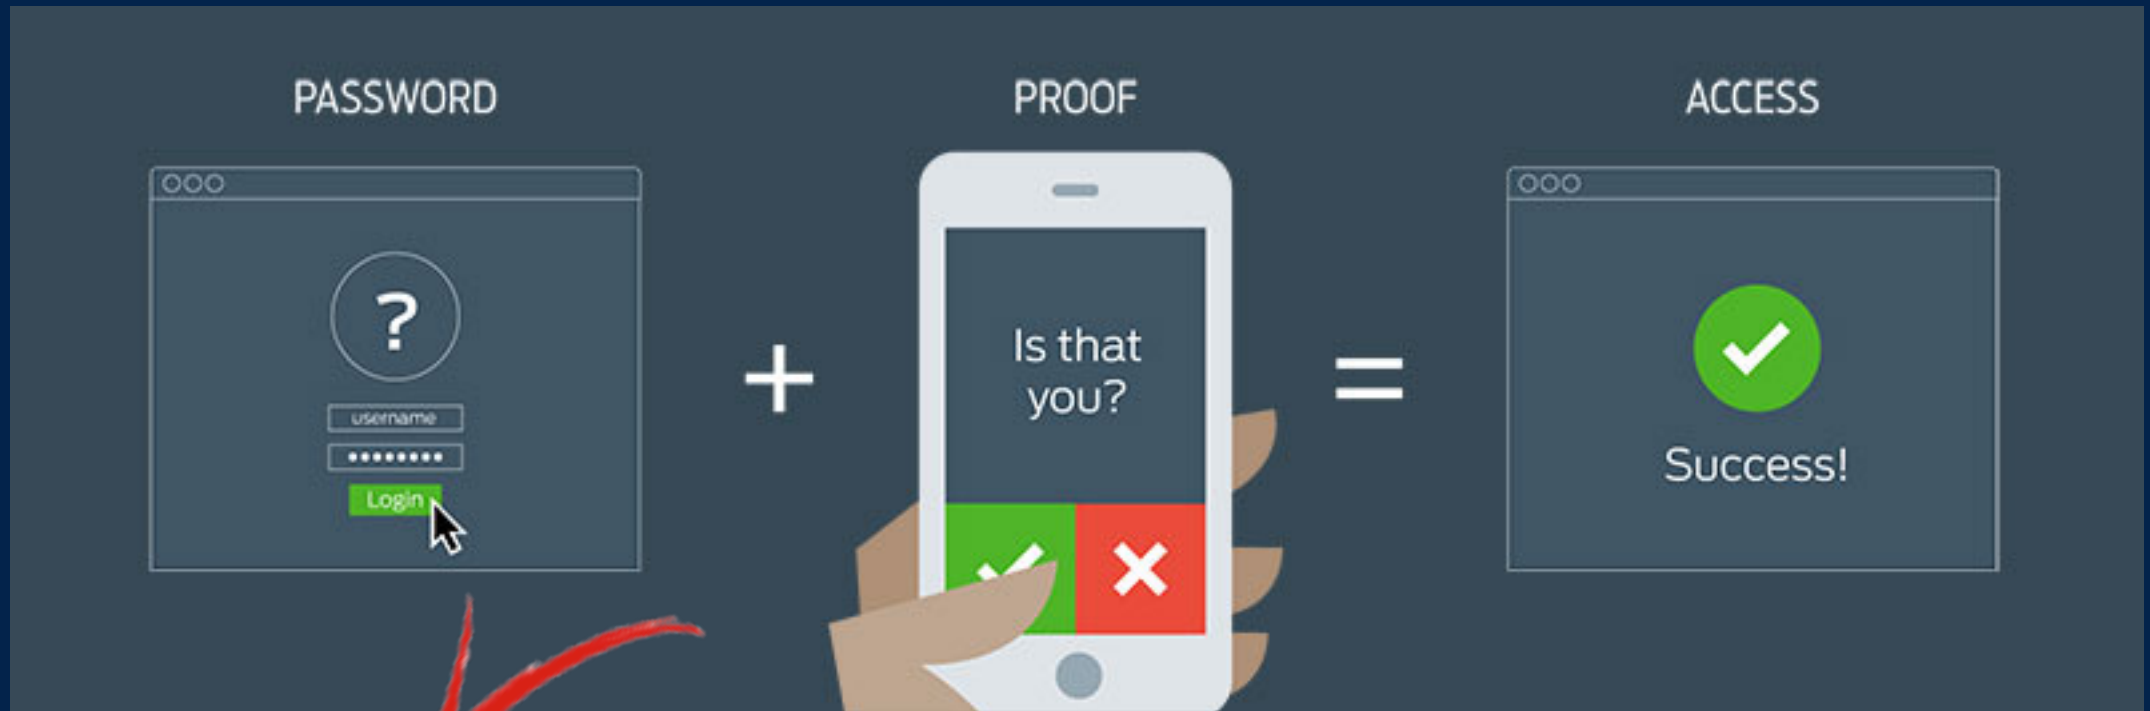 PASSWORD
PROOF
ACCESS
?
username
Login
+
Is that
you?
=
Success!